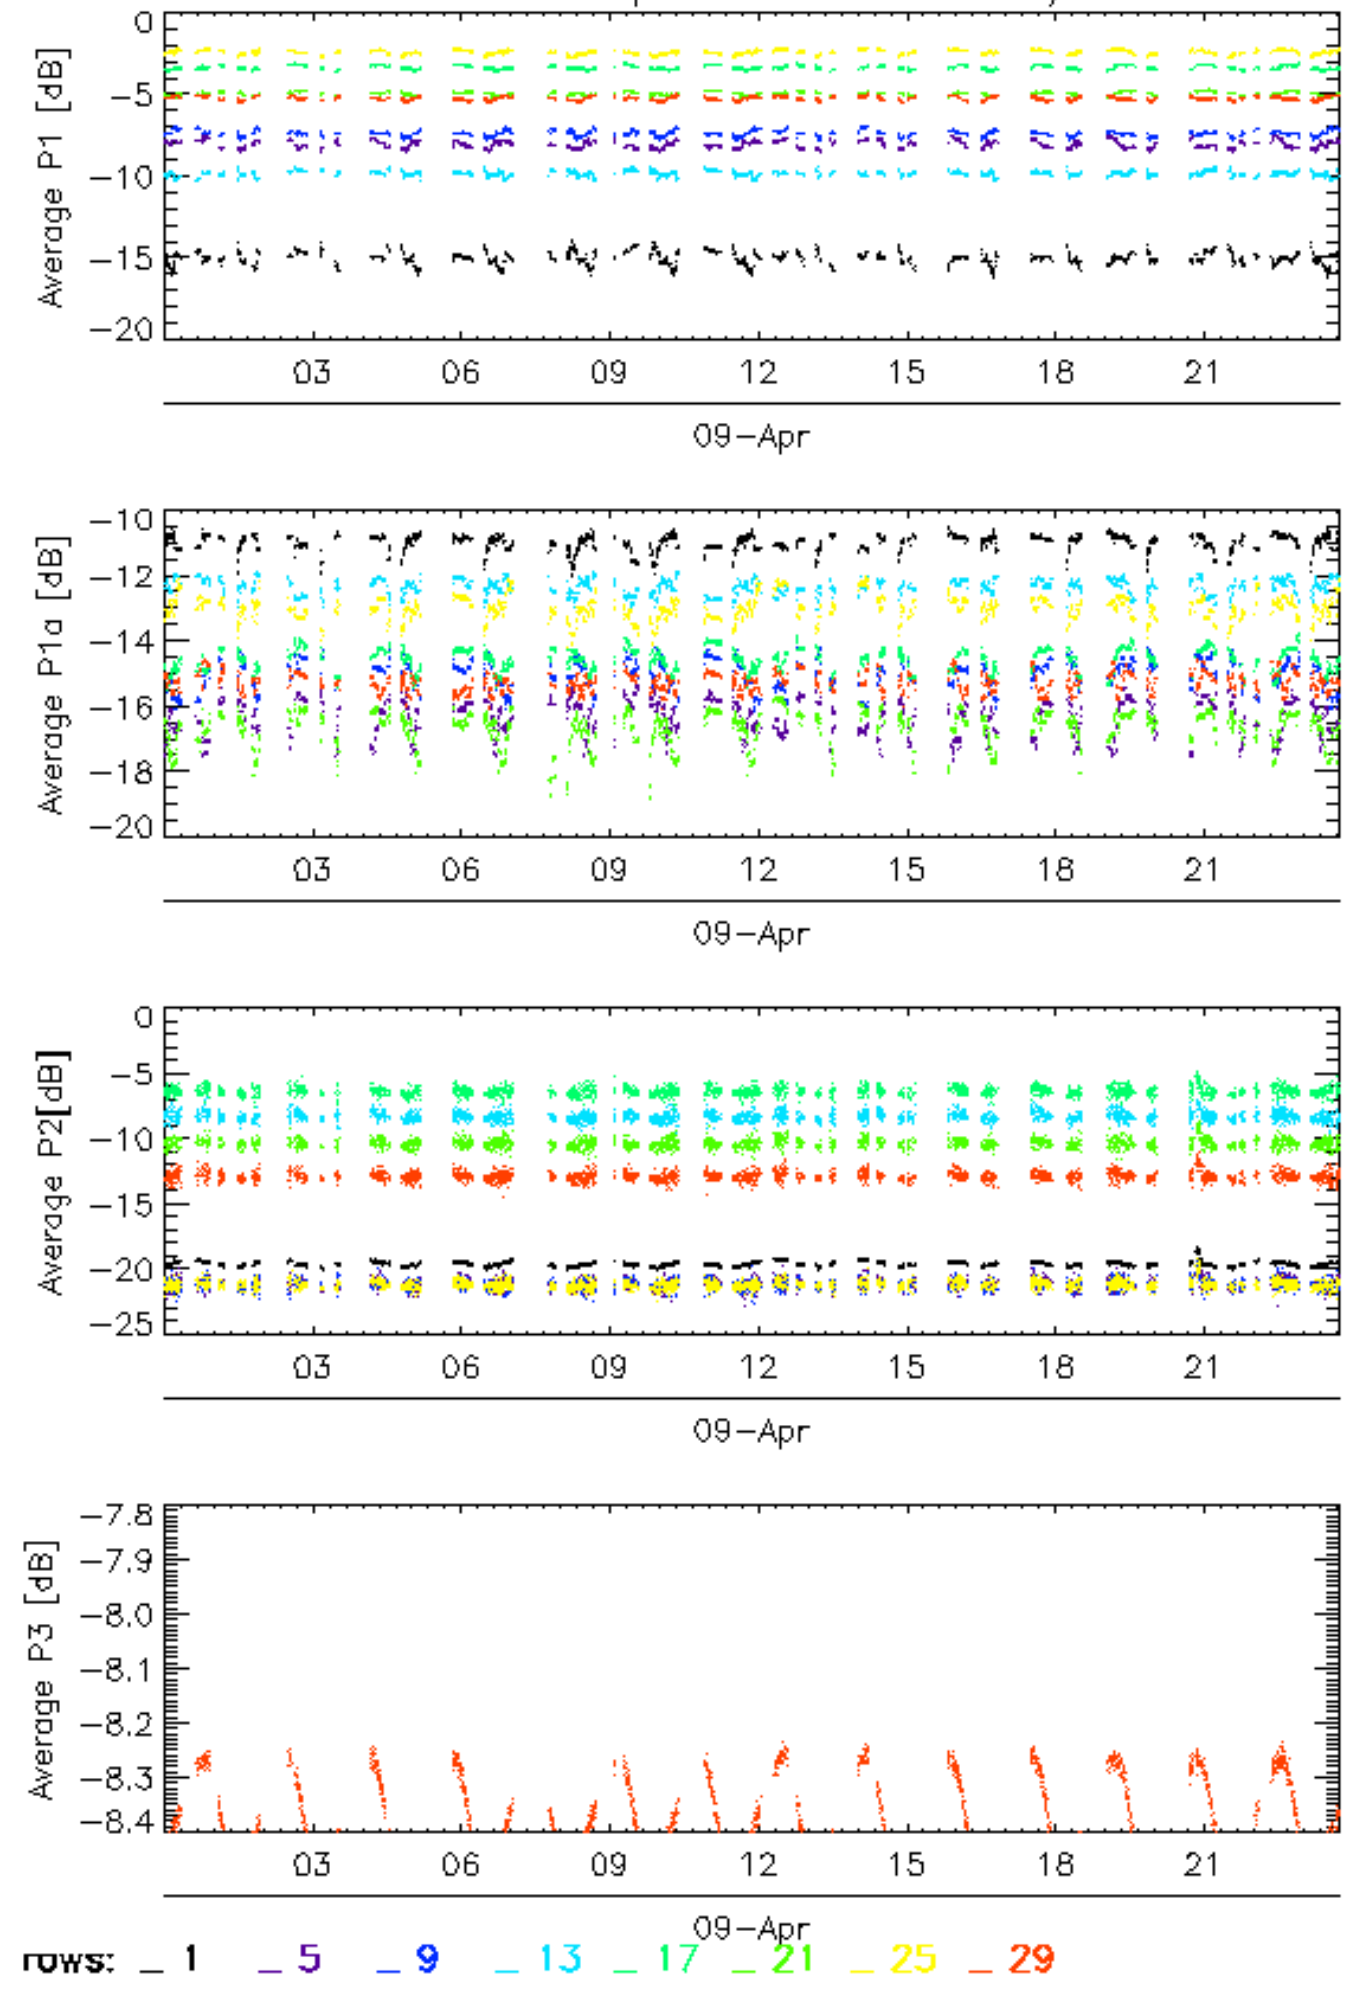 0
−5
−10
−15
−20
Average P1 [dB]
03 06 09 12 15 18 21
09−Apr
−10
−12
−14
−16
−18
−20
Average P1a [dB]
03 06 09 12 15 18 21
09−Apr
0
−5
−10
−15
−20
−25
Average P2[dB]
03 06 09 12 15 18 21
09−Apr
−7.8
−7.9
−8.0
−8.1
−8.2
−8.3
−8.4
Average P3 [dB]
03 06 09 12 15 18 21
09−Apr
rows: _ 1 _ 5 _ 9 _ 13 _ 17 _ 21 _ 25 _ 29